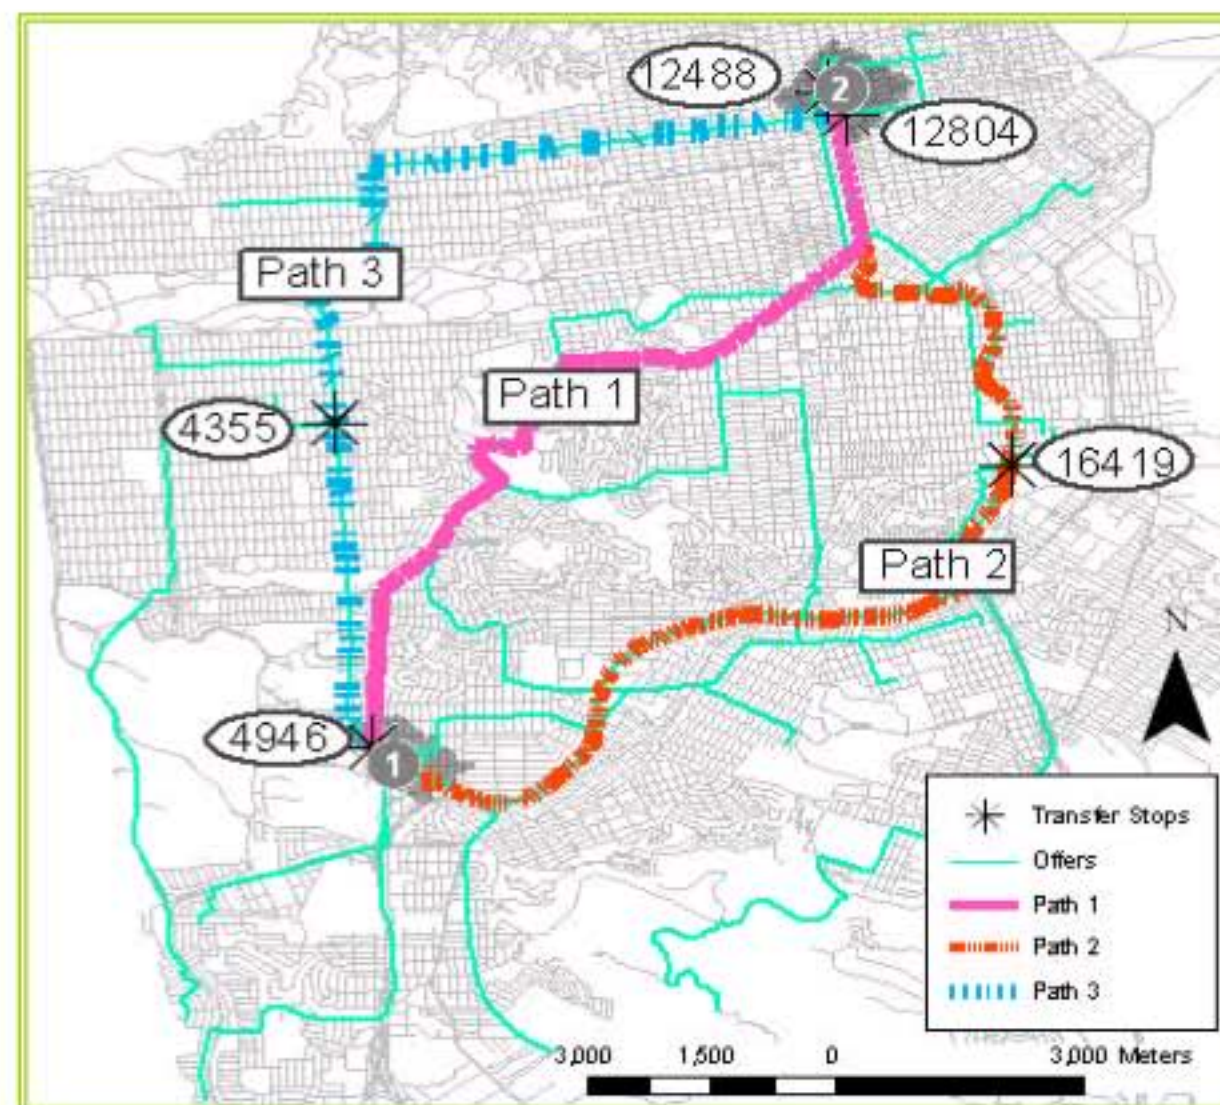 12488
2
12804
Path 3
Path 1
4355
16419
Path 2
N
4946
1
Transfer Stops
Offers
Path 1
Path 2
Path 3
3,000 1,500 0 3,000 Meters